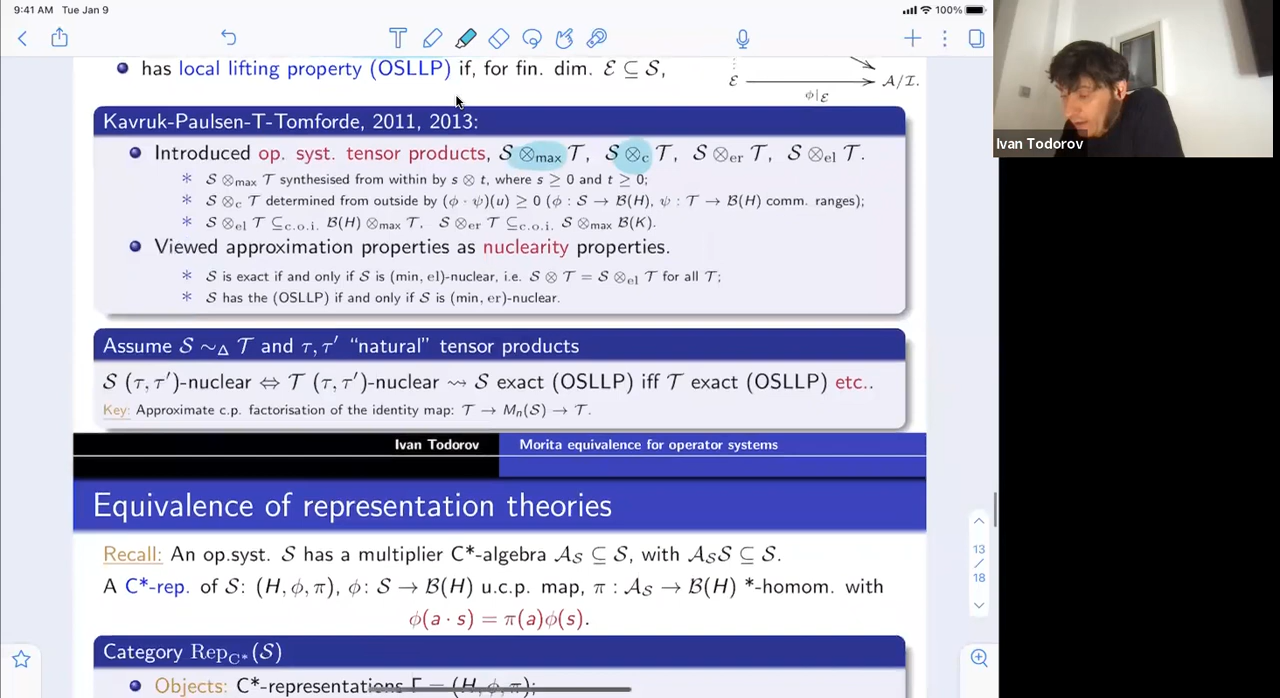 9:41 AM Tue Jan 9
100%
• has local lifting property (OSLLP) if, for fin. dim. ℰ ⊆ 𝒮,
ℰ
ϕ|ℰ
𝒜/ℐ.
Kavruk-Paulsen-T-Tomforde, 2011, 2013:
• Introduced op. syst. tensor products, 𝒮 ⊗max 𝒯, 𝒮 ⊗c 𝒯, 𝒮 ⊗er 𝒯, 𝒮 ⊗el 𝒯.
* 𝒮 ⊗max 𝒯 synthesised from within by s ⊗ t, where s ≥ 0 and t ≥ 0;
* 𝒮 ⊗c 𝒯 determined from outside by (ϕ · ψ)(u) ≥ 0 (ϕ : 𝒮 → ℬ(H), ψ : 𝒯 → ℬ(H) comm. ranges);
* 𝒮 ⊗el 𝒯 ⊆c.o.i. ℬ(H) ⊗max 𝒯, 𝒮 ⊗er 𝒯 ⊆c.o.i. 𝒮 ⊗max ℬ(K).
• Viewed approximation properties as nuclearity properties.
* 𝒮 is exact if and only if 𝒮 is (min, el)-nuclear, i.e. 𝒮 ⊗ 𝒯 = 𝒮 ⊗el 𝒯 for all 𝒯;
* 𝒮 has the (OSLLP) if and only if 𝒮 is (min, er)-nuclear.
Assume 𝒮 ∼Δ 𝒯 and τ, τ′ “natural” tensor products
𝒮 (τ, τ′)-nuclear ⇔ 𝒯 (τ, τ′)-nuclear ⇝ 𝒮 exact (OSLLP) iff 𝒯 exact (OSLLP) etc..
Key: Approximate c.p. factorisation of the identity map: 𝒯 → Mn(𝒮) → 𝒯.
Ivan Todorov Morita equivalence for operator systems
Equivalence of representation theories
Recall: An op.syst. 𝒮 has a multiplier C*-algebra 𝒜𝒮 ⊆ 𝒮, with 𝒜𝒮𝒮 ⊆ 𝒮.
A C*-rep. of 𝒮: (H, ϕ, π), ϕ: 𝒮 → ℬ(H) u.c.p. map, π : 𝒜𝒮 → ℬ(H) *-homom. with
ϕ(a · s) = π(a)ϕ(s).
Category RepC*(𝒮)
• Objects: C*-representations Γ = (H, ϕ, π);
13
/
18
Ivan Todorov